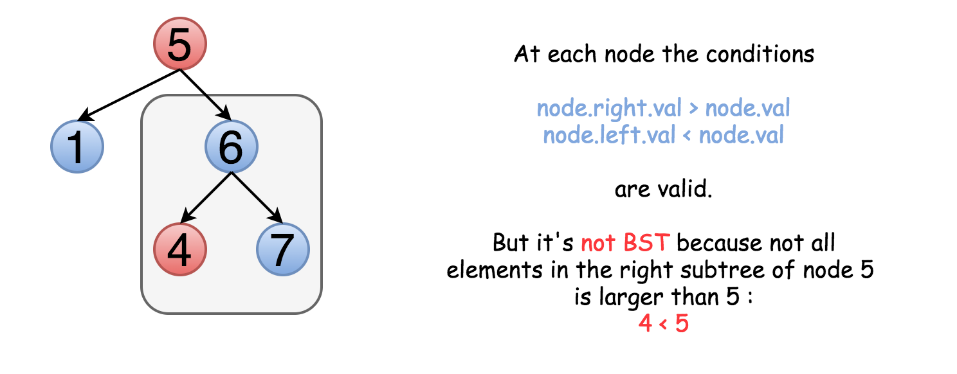 5
1
6
4
7
At each node the conditions
node.right.val > node.val
node.left.val < node.val
are valid.
But it's not BST because not all
elements in the right subtree of node 5
is larger than 5 :
4 < 5